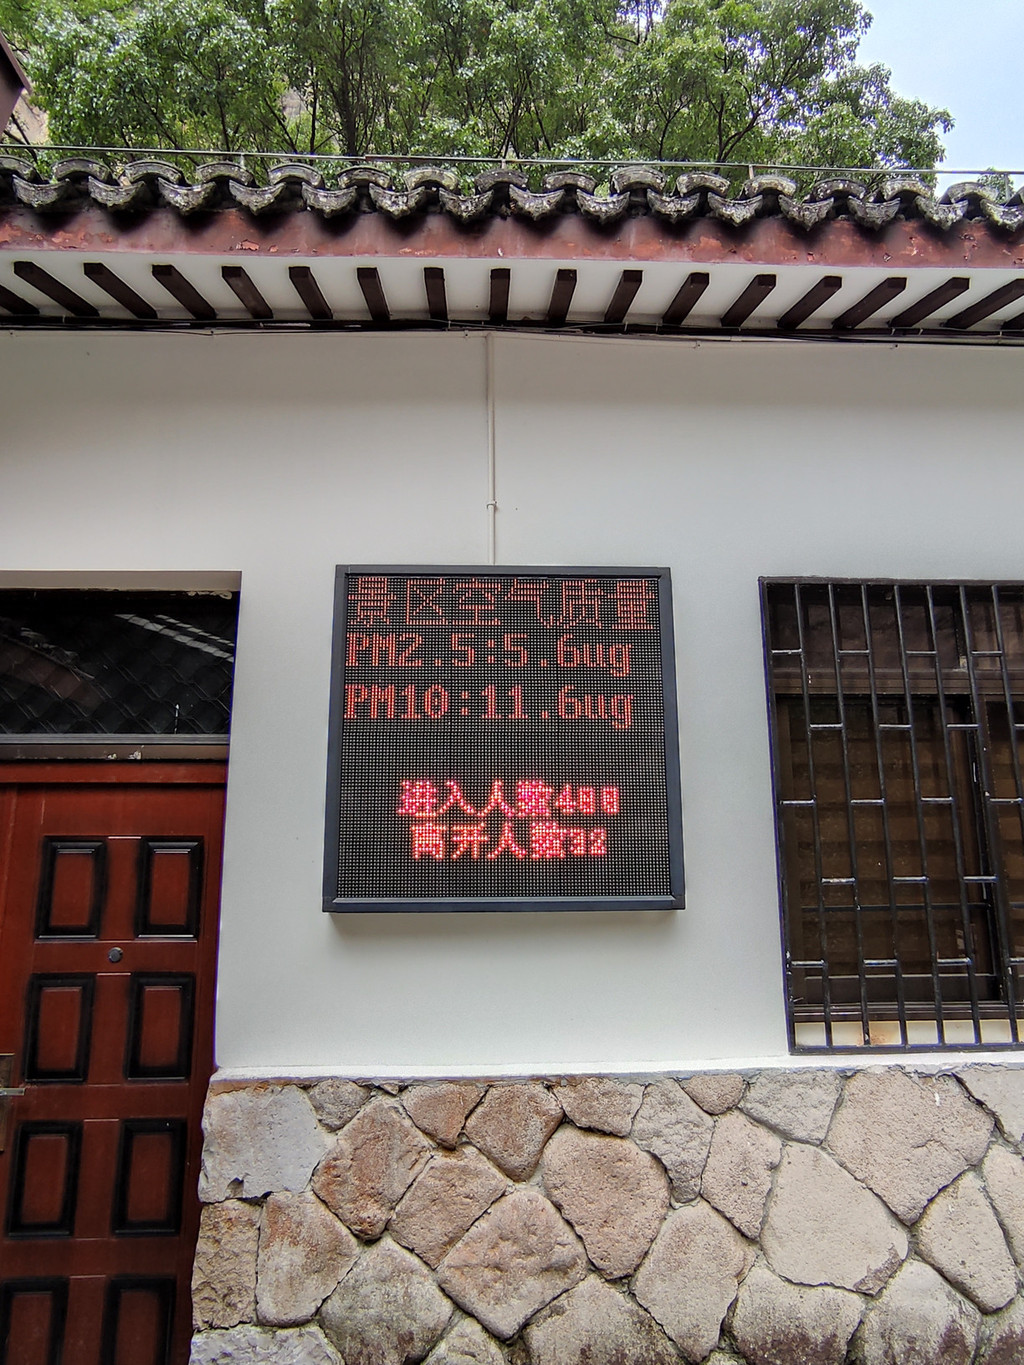 景区空气质量
PM2.5:5.6ug
PM10:11.6ug
进入人数
离开人数